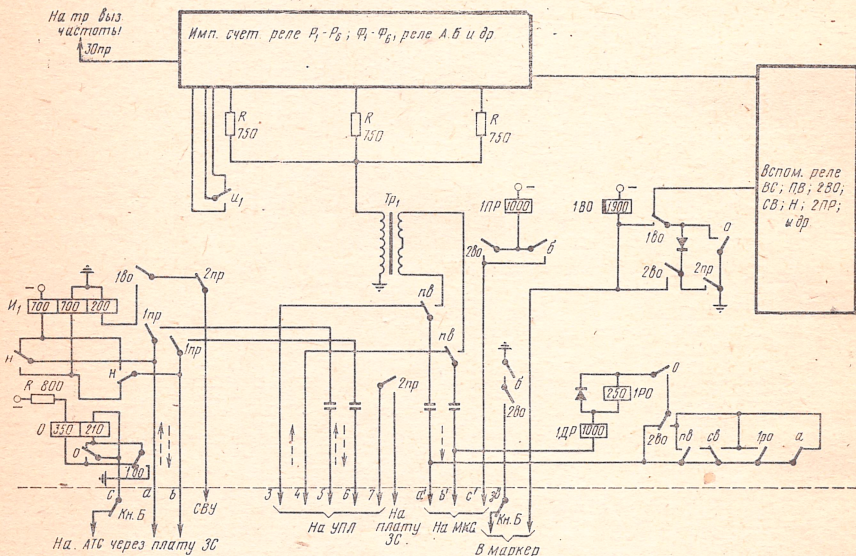 На тр выз
частоты
30пр
Имп. счет. реле Р₁-Р₆; Ф₁-Ф₆, реле А.Б и др
R
750
R
750
R
750
И₁
Тр₁
1ПР
1000
2во
б
1ВО
1900
1во
о
2во
2пр
Вспом. реле
ВС; ПВ; 2ВО;
СВ; Н; 2ПР;
и др
И₁
700
700
200
1во
2пр
1пр
1пр
н
н
R 800
О
350
210
о
1во
пв
пв
2пр
б
2во
250
1РО
1ДР
1000
о
2во
пв
св
1ро
а
с
а
b
Кн.Б
СВУ
3
4
5
6
7
а'
b'
с'
Кн.Б
На АТС через плату ЗС
На УПЛ
На
плату
ЗС
На МКС
В маркер